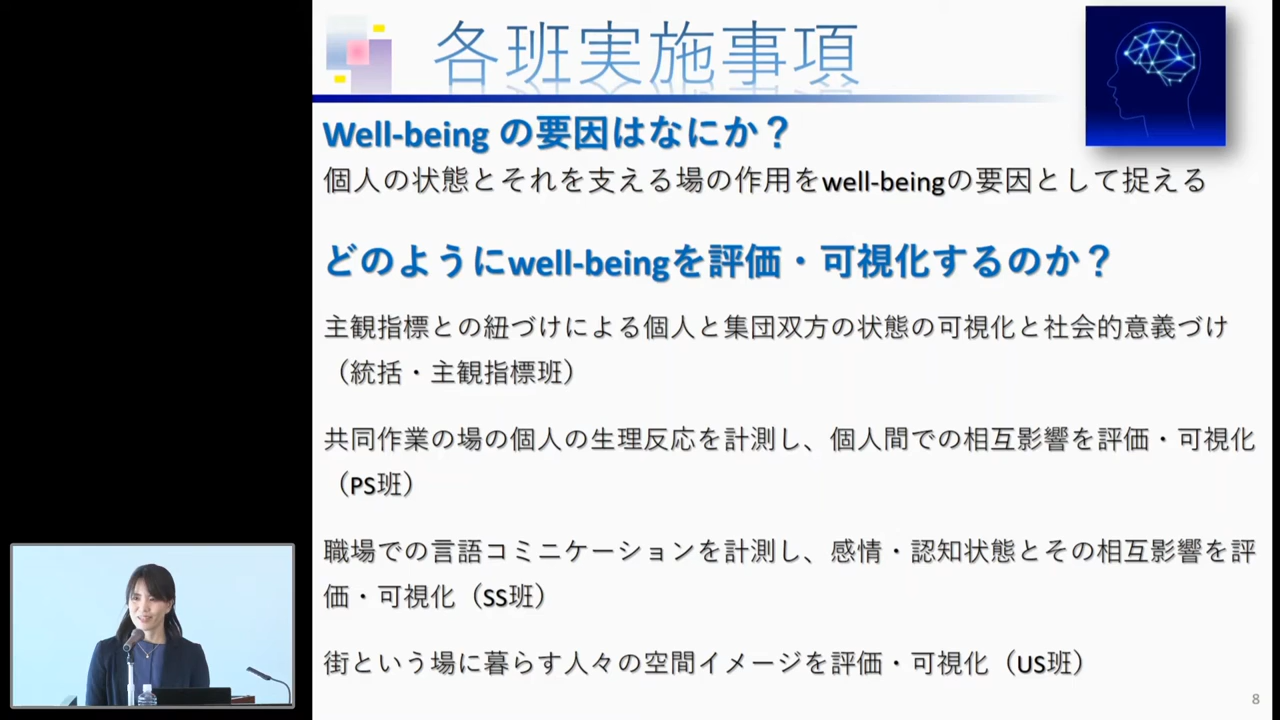 各班実施事項
Well-being の要因はなにか？
個人の状態とそれを支える場の作用をwell-beingの要因として捉える
どのようにwell-beingを評価・可視化するのか？
主観指標との紐づけによる個人と集団双方の状態の可視化と社会的意義づけ
（統括・主観指標班）
共同作業の場の個人の生理反応を計測し、個人間での相互影響を評価・可視化
（PS班）
職場での言語コミニケーションを計測し、感情・認知状態とその相互影響を評
価・可視化（SS班）
街という場に暮らす人々の空間イメージを評価・可視化（US班）
8